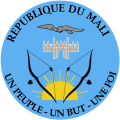 RÉPUBLIQUE DU MALI
UN PEUPLE - UN BUT - UNE FOI